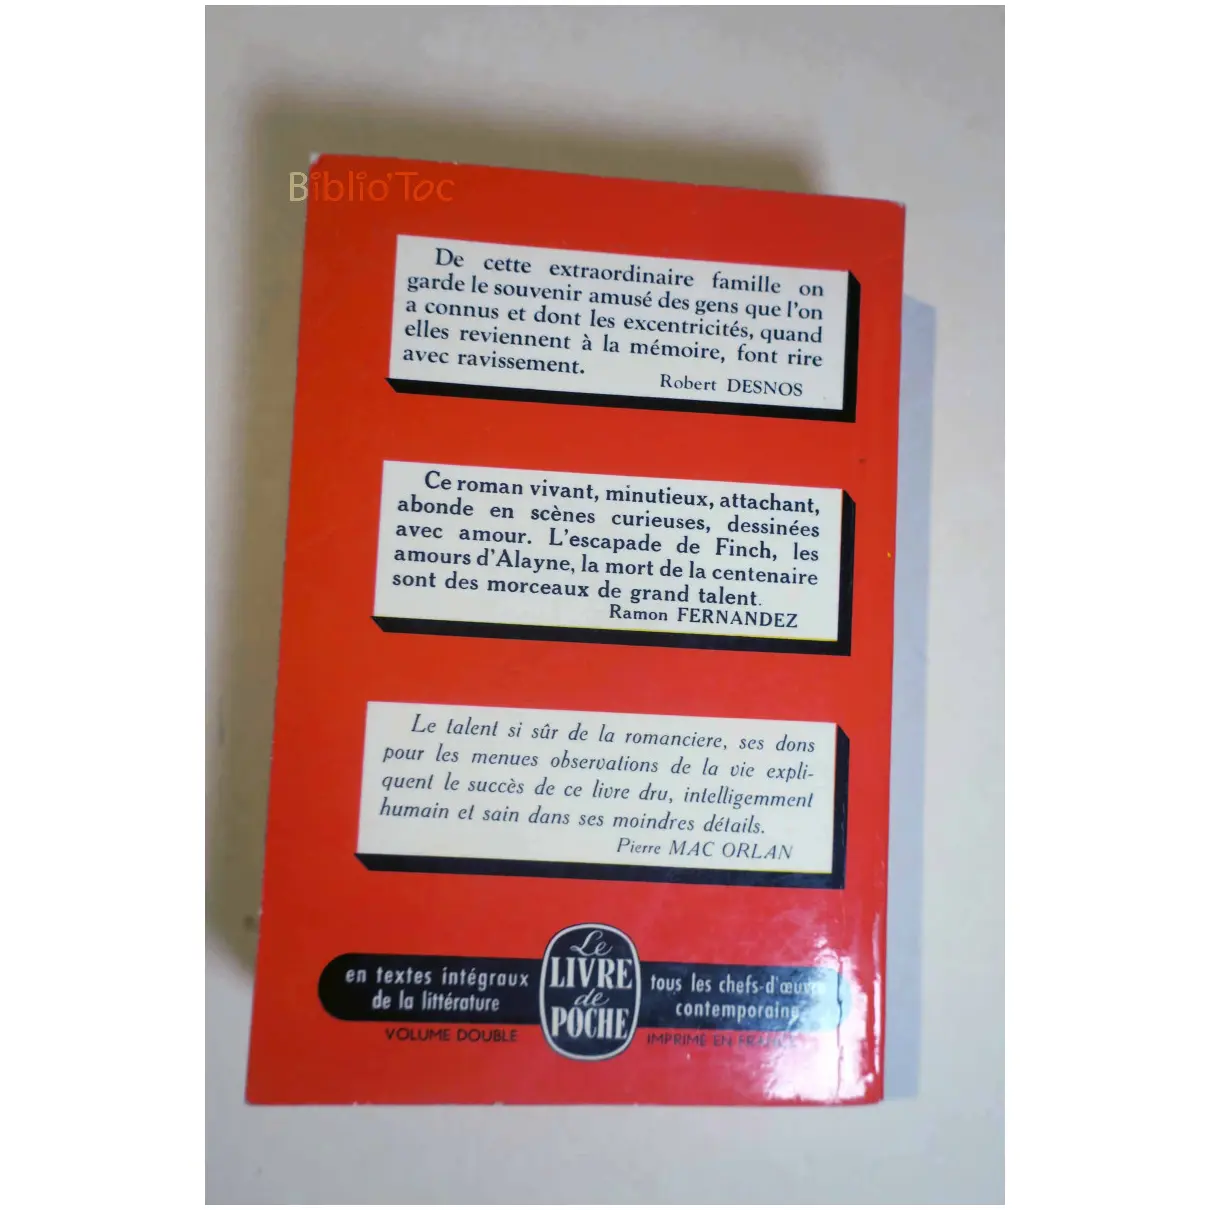 Biblio'Toc
De cette extraordinaire famille on
garde le souvenir amusé des gens que l'on
a connus et dont les excentricités, quand
elles reviennent à la mémoire, font rire
avec ravissement.
Robert DESNOS
Ce roman vivant, minutieux, attachant,
abonde en scènes curieuses, dessinées
avec amour. L'escapade de Finch, les
amours d'Alayne, la mort de la centenaire
sont des morceaux de grand talent.
Ramon FERNANDEZ
Le talent si sûr de la romanciere, ses dons
pour les menues observations de la vie expli-
quent le succès de ce livre dru, intelligemment
humain et sain dans ses moindres détails.
Pierre MAC ORLAN
en textes intégraux
de la littérature
VOLUME DOUBLE
Le
LIVRE
de
POCHE
tous les chefs-d'œuvre
contemporaine
IMPRIMÉ EN FRANCE